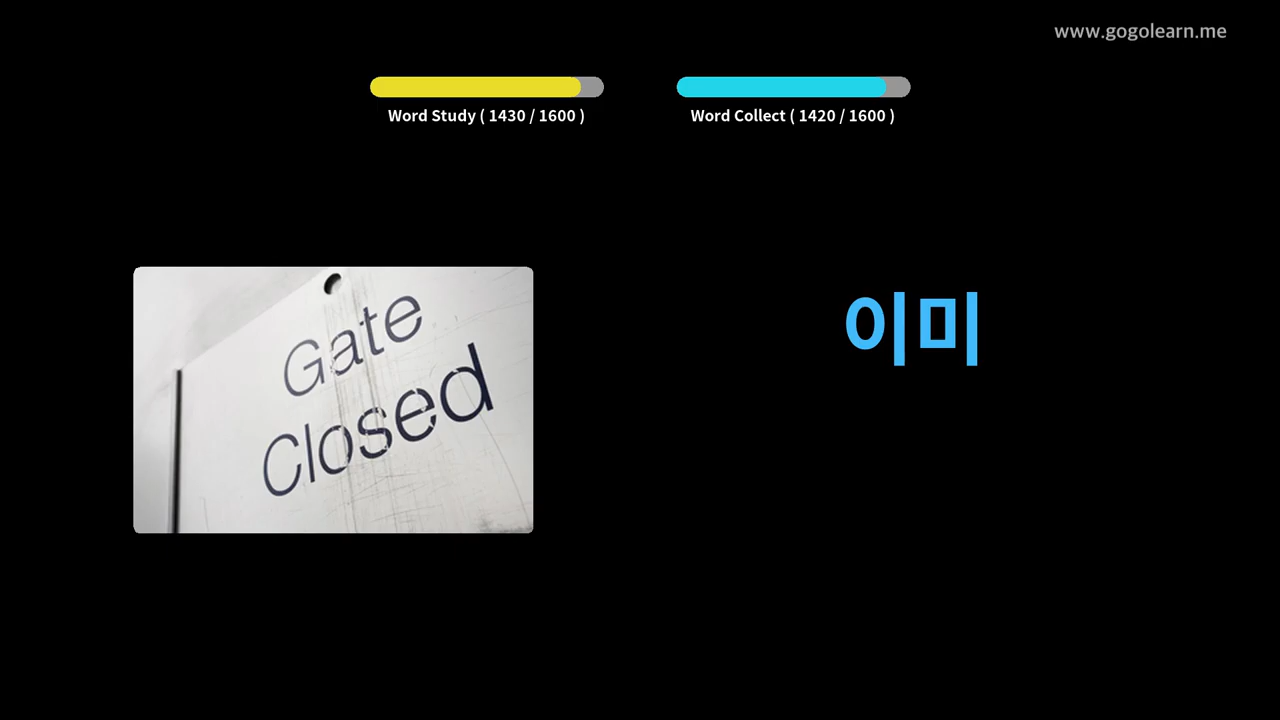 www.gogolearn.me
Word Study ( 1430 / 1600 )
Word Collect ( 1420 / 1600 )
Gate
Closed
이미